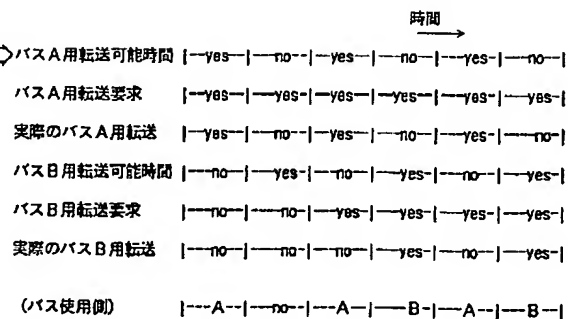 時間
バスA用転送可能時間 |---yes--|---no---|---yes--|---no---|---yes-|---no--|
バスA用転送要求 |---yes--|---yes-|---yes-|---yes--|---yes-|---yes|
実際のバスA用転送 |---yes--|---no---|---yes--|---no---|---yes-|---no-|
バスB用転送可能時間 |---no---|---yes-|---no---|---yes-|---no---|---yes|
バスB用転送要求 |---no---|---no---|---yes-|---yes-|---yes-|---yes|
実際のバスB用転送 |---no---|---no---|---no---|---yes-|---no---|---yes|
(バス使用側) |---A--|---no---|---A---|---B-|---A---|---B--|